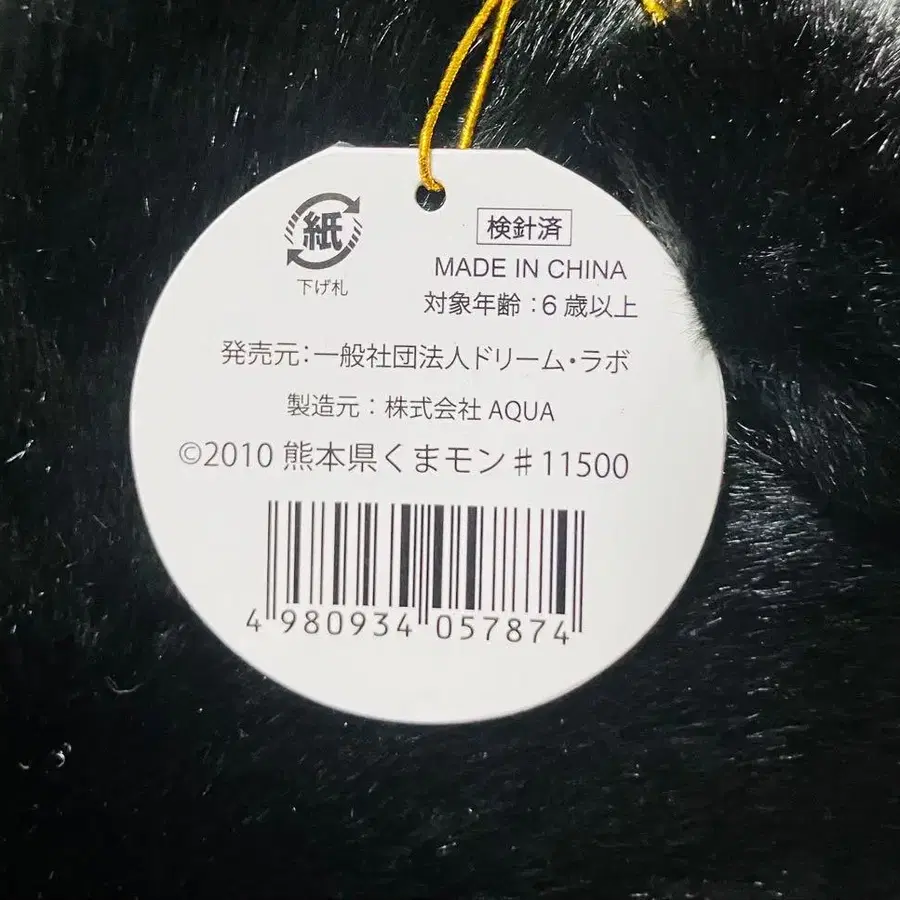 紙
下げ札
検針済
MADE IN CHINA
対象年齢：6歳以上
発売元：一般社団法人ドリーム・ラボ
製造元：株式会社 AQUA
©2010 熊本県くまモン♯11500
4 980934 057874